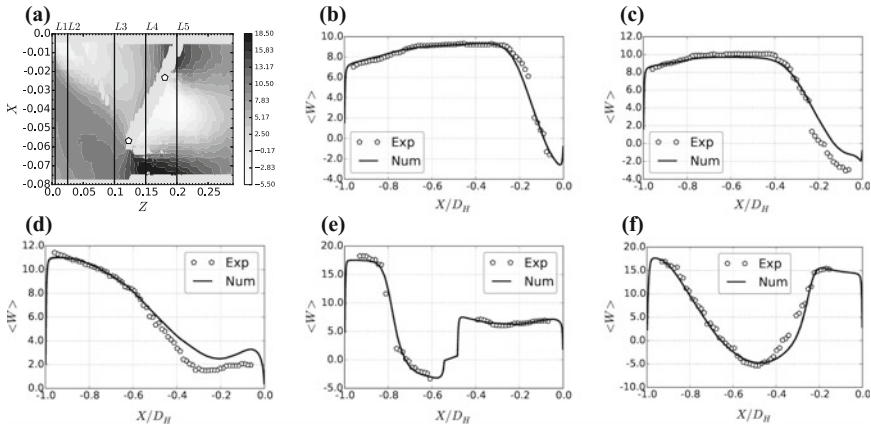 (a)
L1 L2 L3 L4 L5
-0.00
-0.01
-0.02
-0.03
-0.04
-0.05
-0.06
-0.07
-0.08
X
0.0 0.05 0.1 0.15 0.2 0.25
Z
18.50
15.83
13.17
10.50
7.83
5.17
2.50
-0.17
-2.83
-5.50
(b)
10.0
8.0
6.0
4.0
2.0
0.0
-2.0
-4.0
<W>
Exp
Num
-1.0 -0.8 -0.6 -0.4 -0.2 0.0
X/D_H
(c)
12.0
10.0
8.0
6.0
4.0
2.0
0.0
-2.0
-4.0
<W>
Exp
Num
-1.0 -0.8 -0.6 -0.4 -0.2 0.0
X/D_H
(d)
12.0
10.0
8.0
6.0
4.0
2.0
0.0
<W>
Exp
Num
-1.0 -0.8 -0.6 -0.4 -0.2 0.0
X/D_H
(e)
20.0
15.0
10.0
5.0
0.0
-5.0
<W>
Exp
Num
-1.0 -0.8 -0.6 -0.4 -0.2 0.0
X/D_H
(f)
20.0
15.0
10.0
5.0
0.0
-5.0
-10.0
<W>
Exp
Num
-1.0 -0.8 -0.6 -0.4 -0.2 0.0
X/D_H